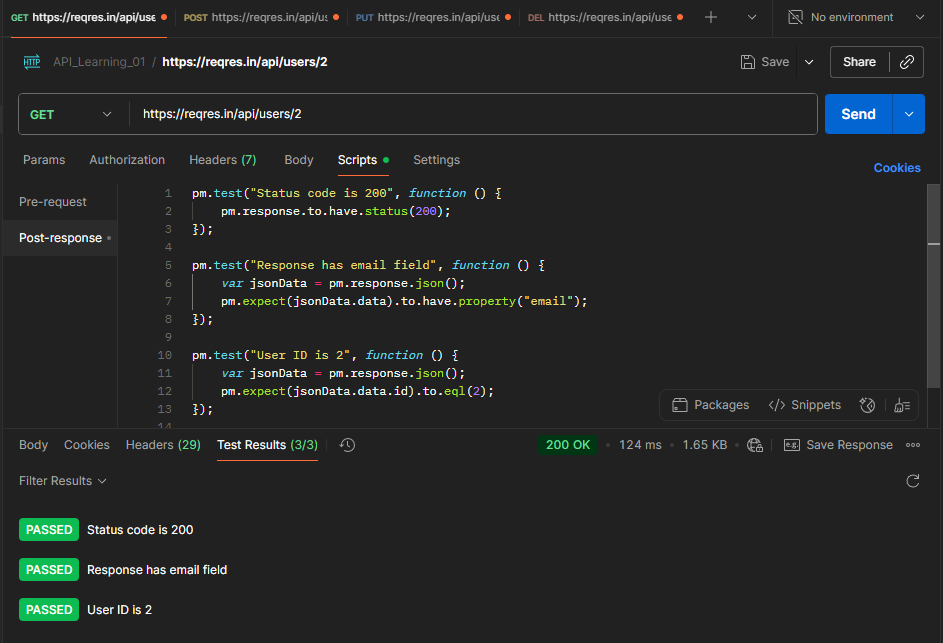 GET https://reqres.in/api/use POST https://reqres.in/api/us PUT https://reqres.in/api/use DEL https://reqres.in/api/use No environment
HTTP API_Learning_01 / https://reqres.in/api/users/2 Save Share
GET https://reqres.in/api/users/2 Send
Params Authorization Headers (7) Body Scripts Settings Cookies
Pre-request
Post-response
1 pm.test("Status code is 200", function () {
2 pm.response.to.have.status(200);
3 });
4
5 pm.test("Response has email field", function () {
6 var jsonData = pm.response.json();
7 pm.expect(jsonData.data).to.have.property("email");
8 });
9
10 pm.test("User ID is 2", function () {
11 var jsonData = pm.response.json();
12 pm.expect(jsonData.data.id).to.eql(2);
13 });
14
Packages Snippets
Body Cookies Headers (29) Test Results (3/3) 200 OK • 124 ms • 1.65 KB • e.g. Save Response
Filter Results
PASSED Status code is 200
PASSED Response has email field
PASSED User ID is 2